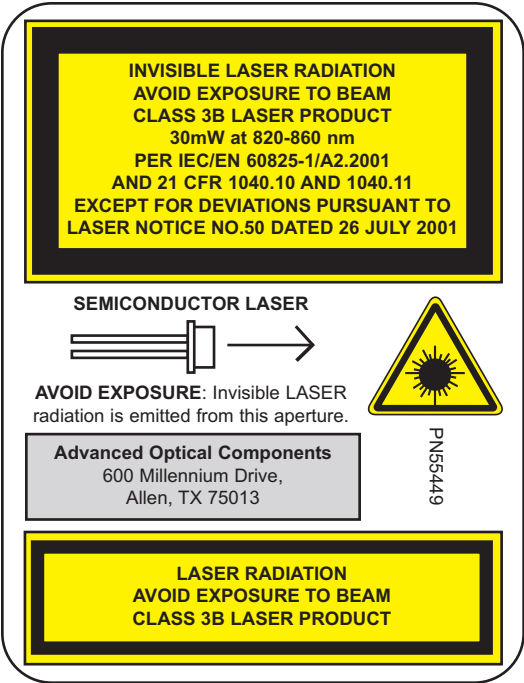 INVISIBLE LASER RADIATION
AVOID EXPOSURE TO BEAM
CLASS 3B LASER PRODUCT
30mW at 820-860 nm
PER IEC/EN 60825-1/A2.2001
AND 21 CFR 1040.10 AND 1040.11
EXCEPT FOR DEVIATIONS PURSUANT TO
LASER NOTICE NO.50 DATED 26 JULY 2001
SEMICONDUCTOR LASER
AVOID EXPOSURE: Invisible LASER
radiation is emitted from this aperture.
Advanced Optical Components
600 Millennium Drive,
Allen, TX 75013
PN55449
LASER RADIATION
AVOID EXPOSURE TO BEAM
CLASS 3B LASER PRODUCT